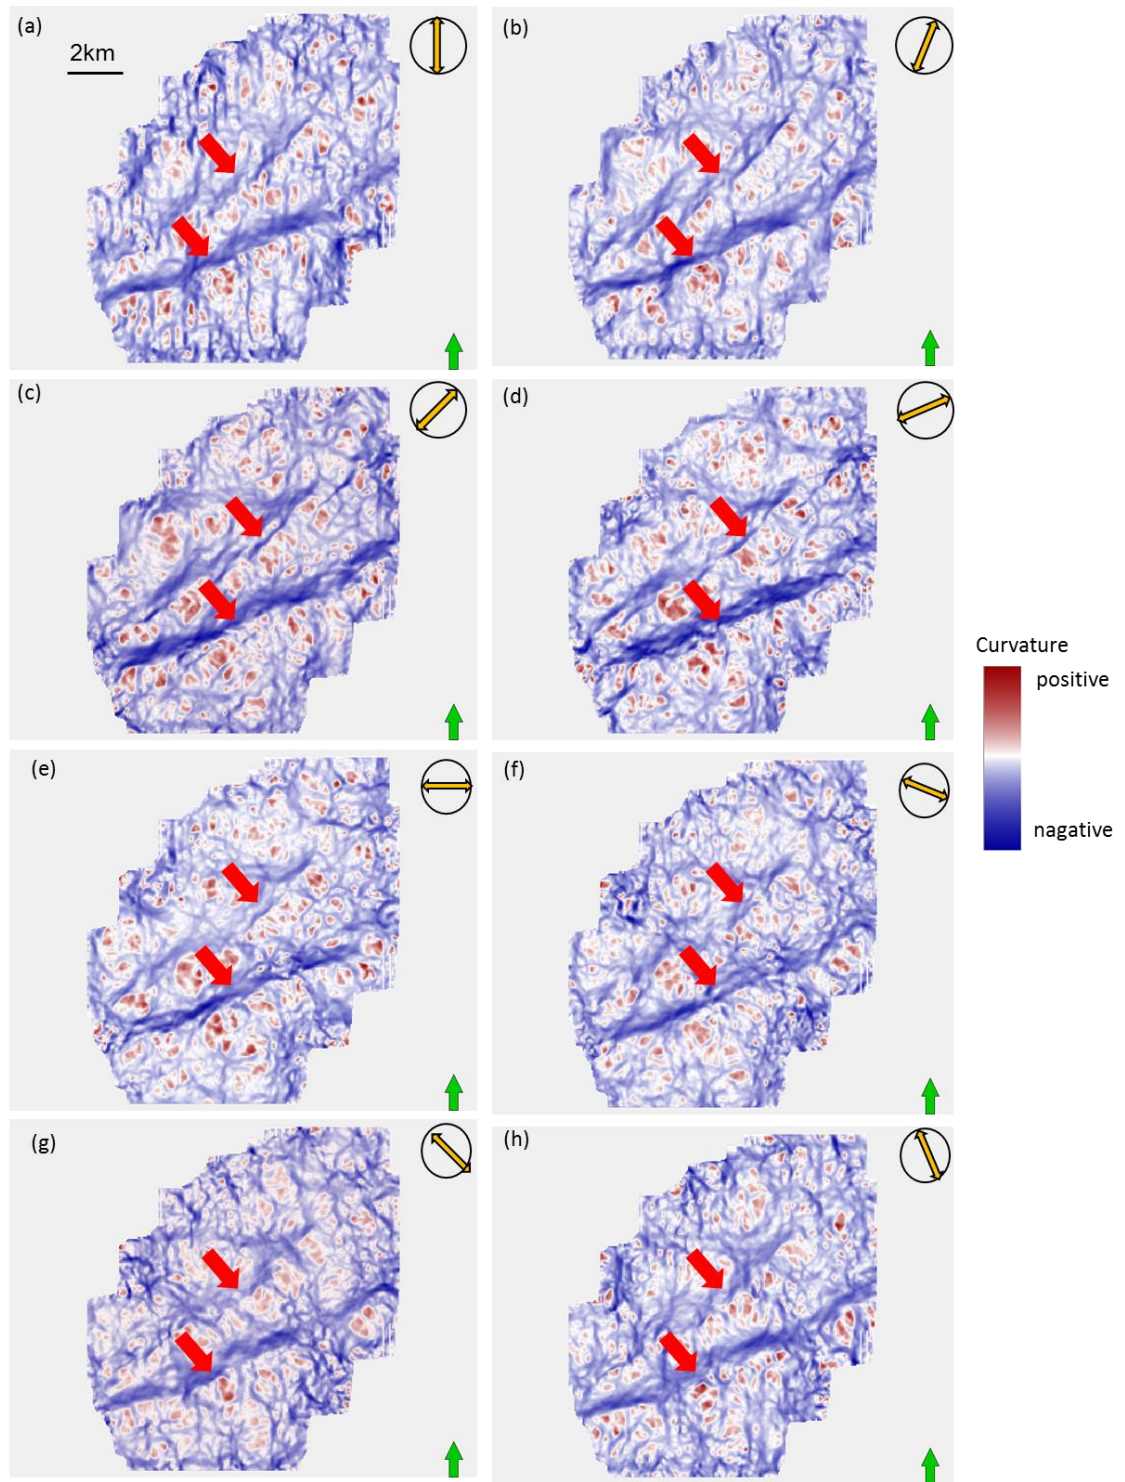 (a)
2km
(b)
(c)
(d)
Curvature
positive
nagative
(e)
(f)
(g)
(h)